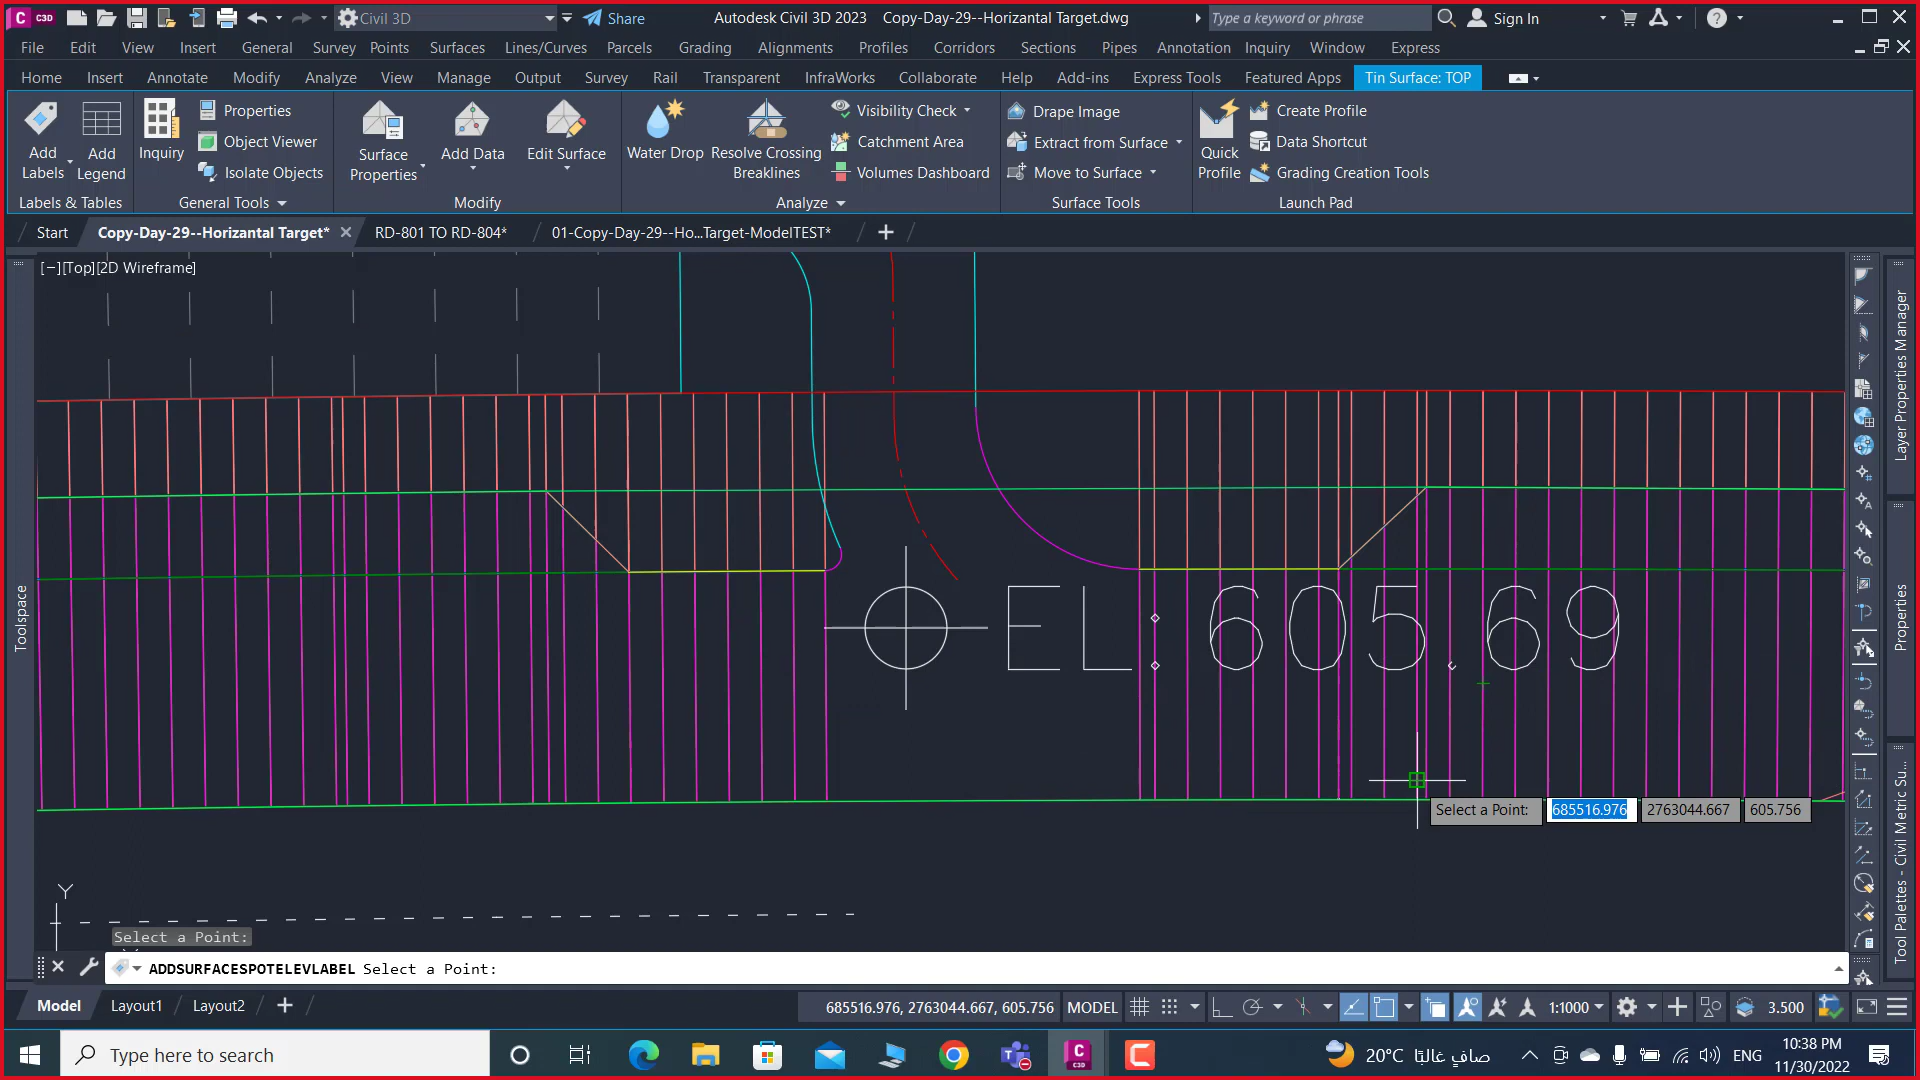 C C3D Civil 3D Share Autodesk Civil 3D 2023 Copy-Day-29--Horizantal Target.dwg Type a keyword or phrase Sign In
File Edit View Insert General Survey Points Surfaces Lines/Curves Parcels Grading Alignments Profiles Corridors Sections Pipes Annotation Inquiry Window Express
Home Insert Annotate Modify Analyze View Manage Output Survey Rail Transparent InfraWorks Collaborate Help Add-ins Express Tools Featured Apps Tin Surface: TOP
Add Labels
Add Legend
Labels & Tables
Inquiry
Properties
Object Viewer
Isolate Objects
General Tools
Surface Properties
Add Data
Edit Surface
Modify
Water Drop
Resolve Crossing Breaklines
Visibility Check
Catchment Area
Volumes Dashboard
Analyze
Drape Image
Extract from Surface
Move to Surface
Surface Tools
Quick Profile
Create Profile
Data Shortcut
Grading Creation Tools
Launch Pad
Start Copy-Day-29--Horizantal Target* RD-801 TO RD-804* 01-Copy-Day-29--Ho...Target-ModelTEST*
[−][Top][2D Wireframe]
Toolspace
EL: 605.69
Select a Point: 685516.976 2763044.667 605.756
Y
Layer Properties Manager
Properties
Tool Palettes - Civil Metric Su...
Select a Point:
ADDSURFACESPOTELEVLABEL Select a Point:
Model Layout1 Layout2 685516.976, 2763044.667, 605.756 MODEL 1:1000 3.500
Type here to search C C3D 20°C صافٍ غالبًا ENG 10:38 PM
11/30/2022